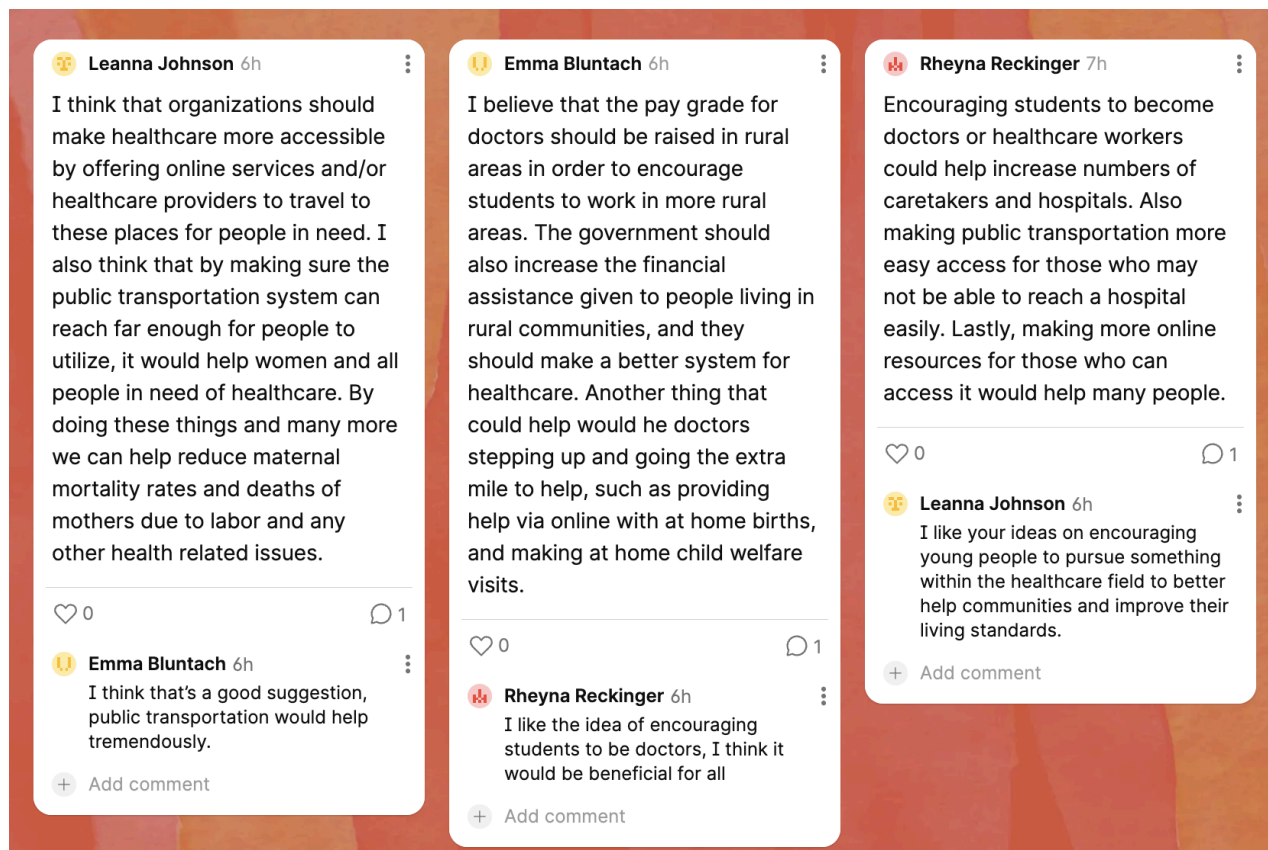 Leanna Johnson 6h
I think that organizations should
make healthcare more accessible
by offering online services and/or
healthcare providers to travel to
these places for people in need. I
also think that by making sure the
public transportation system can
reach far enough for people to
utilize, it would help women and all
people in need of healthcare. By
doing these things and many more
we can help reduce maternal
mortality rates and deaths of
mothers due to labor and any
other health related issues.
0 1
Emma Bluntach 6h
I think that's a good suggestion,
public transportation would help
tremendously.
Add comment
Emma Bluntach 6h
I believe that the pay grade for
doctors should be raised in rural
areas in order to encourage
students to work in more rural
areas. The government should
also increase the financial
assistance given to people living in
rural communities, and they
should make a better system for
healthcare. Another thing that
could help would he doctors
stepping up and going the extra
mile to help, such as providing
help via online with at home births,
and making at home child welfare
visits.
0 1
Rheyna Reckinger 6h
I like the idea of encouraging
students to be doctors, I think it
would be beneficial for all
Add comment
Rheyna Reckinger 7h
Encouraging students to become
doctors or healthcare workers
could help increase numbers of
caretakers and hospitals. Also
making public transportation more
easy access for those who may
not be able to reach a hospital
easily. Lastly, making more online
resources for those who can
access it would help many people.
0 1
Leanna Johnson 6h
I like your ideas on encouraging
young people to pursue something
within the healthcare field to better
help communities and improve their
living standards.
Add comment